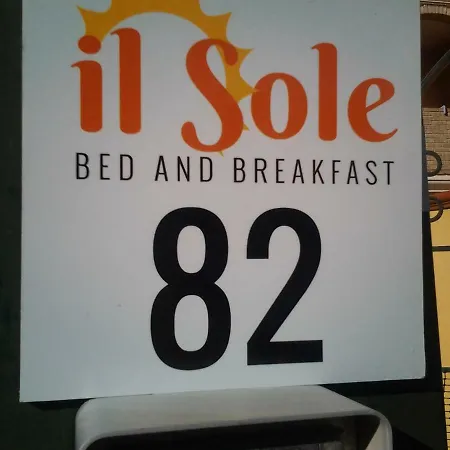 il Sole
BED AND BREAKFAST
82